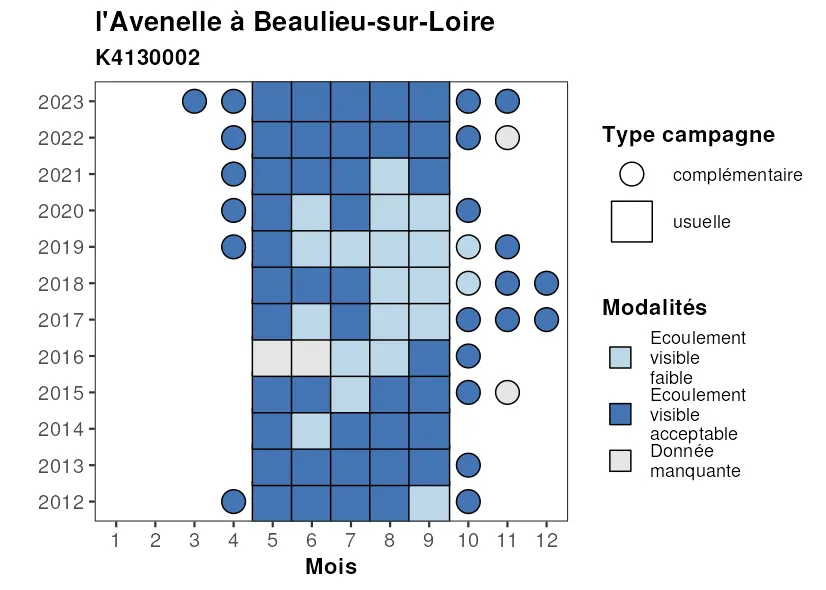 l'Avenelle à Beaulieu-sur-Loire
K4130002
2023
2022
2021
2020
2019
2018
2017
2016
2015
2014
2013
2012
1 2 3 4 5 6 7 8 9 10 11 12
Mois
Type campagne
complémentaire
usuelle
Modalités
Ecoulement
visible
faible
Ecoulement
visible
acceptable
Donnée
manquante